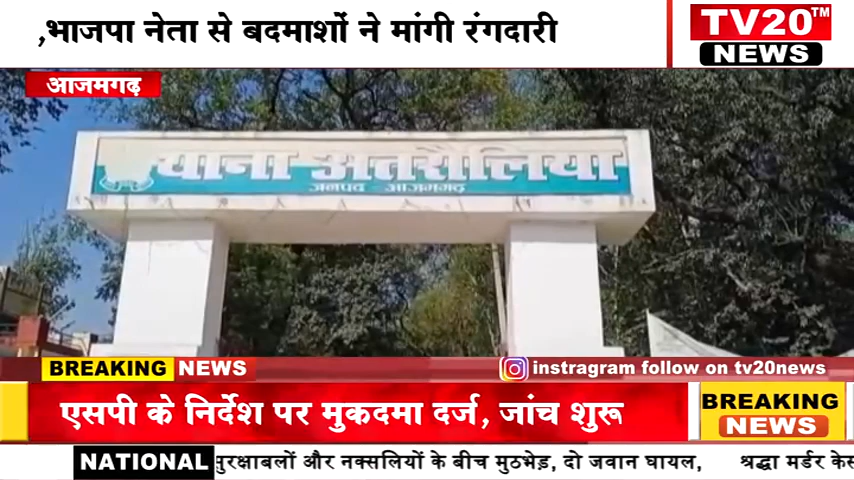 ,भाजपा नेता से बदमाशों ने मांगी रंगदारी
TV20™
NEWS
आजमगढ़
थाना अतरौलिया
जनपद - आजमगढ़
BREAKING NEWS
instragram follow on tv20news
एसपी के निर्देश पर मुकदमा दर्ज, जांच शुरू
BREAKING
NEWS
NATIONAL सुरक्षाबलों और नक्सलियों के बीच मुठभेड़, दो जवान घायल, श्रद्धा मर्डर केस